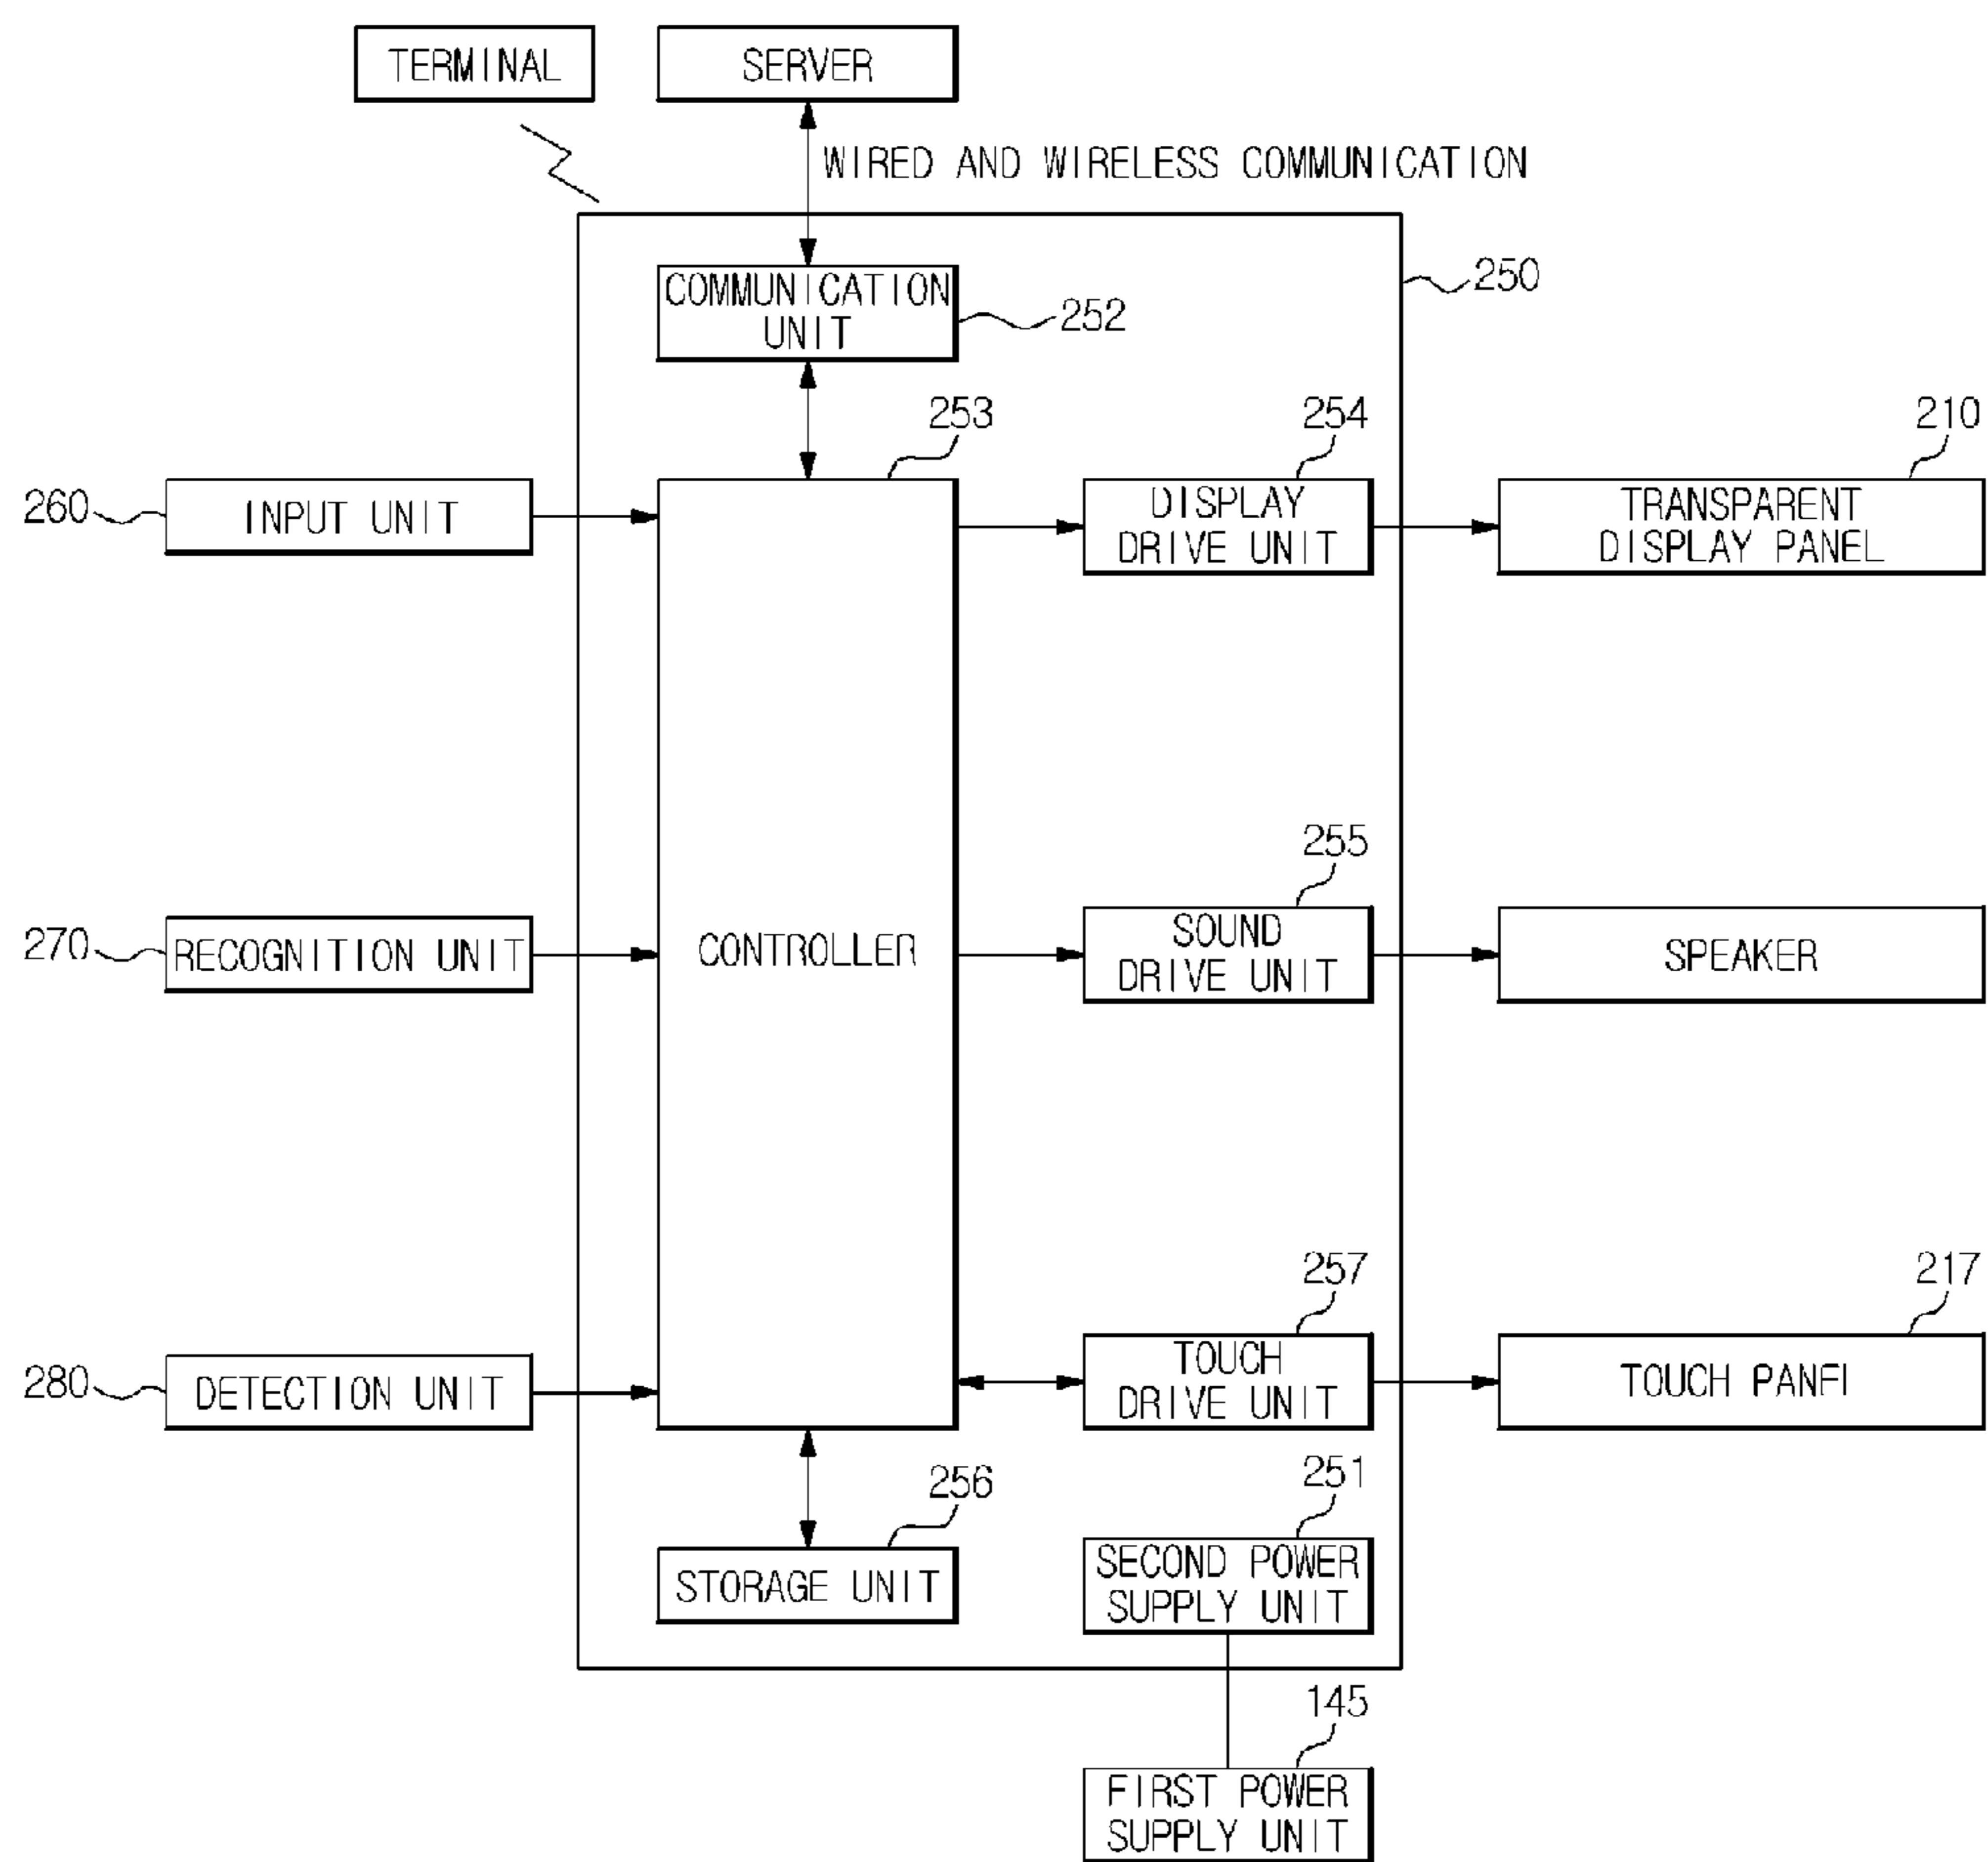 TERMINAL
SERVER
WIRED AND WIRELESS COMMUNICATION
COMMUNICATION
UNIT
250
252
253
254
210
260
INPUT UNIT
DISPLAY
DRIVE UNIT
TRANSPARENT
DISPLAY PANEL
255
270
RECOGNITION UNIT
CONTROLLER
SOUND
DRIVE UNIT
SPEAKER
257
217
280
DETECTION UNIT
TOUCH
DRIVE UNIT
TOUCH PANFI
256
251
STORAGE UNIT
SECOND POWER
SUPPLY UNIT
145
FIRST POWER
SUPPLY UNIT